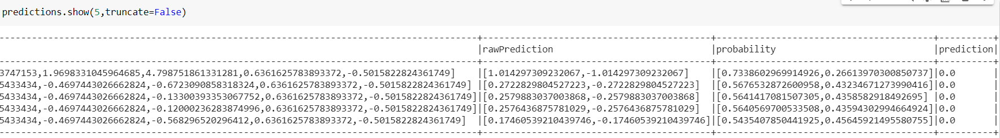 predictions.show(5,truncate=False)
-----------------------------------------------------------------------------------------+-------------------------------------------+-----------------------------------------+----------+
|rawPrediction |probability |prediction|
-----------------------------------------------------------------------------------------+-------------------------------------------+-----------------------------------------+----------+
3747153,1.9698331045964685,4.798751861331281,0.6361625783893372,-0.5015822824361749] |[1.014297309232067,-1.014297309232067] |[0.7338602969914926,0.26613970300850737]|0.0 |
5433434,-0.4697443026662824,-0.6723090858318324,0.6361625783893372,-0.5015822824361749] |[0.2722829804527223,-0.2722829804527223] |[0.5676532872600958,0.43234671273990416]|0.0 |
5433434,-0.4697443026662824,-0.13300393353067752,0.6361625783893372,-0.5015822824361749]|[0.2579883037003868,-0.2579883037003868] |[0.5641417081507305,0.4358582918492695] |0.0 |
5433434,-0.4697443026662824,-0.12000236283874996,0.6361625783893372,-0.5015822824361749]|[0.2576436875781029,-0.2576436875781029] |[0.5640569700533508,0.43594302994664924]|0.0 |
5433434,-0.4697443026662824,-0.568296520296412,0.6361625783893372,-0.5015822824361749] |[0.17460539210439746,-0.17460539210439746]|[0.5435407850441925,0.45645921495580755]|0.0 |
-----------------------------------------------------------------------------------------+-------------------------------------------+-----------------------------------------+----------+